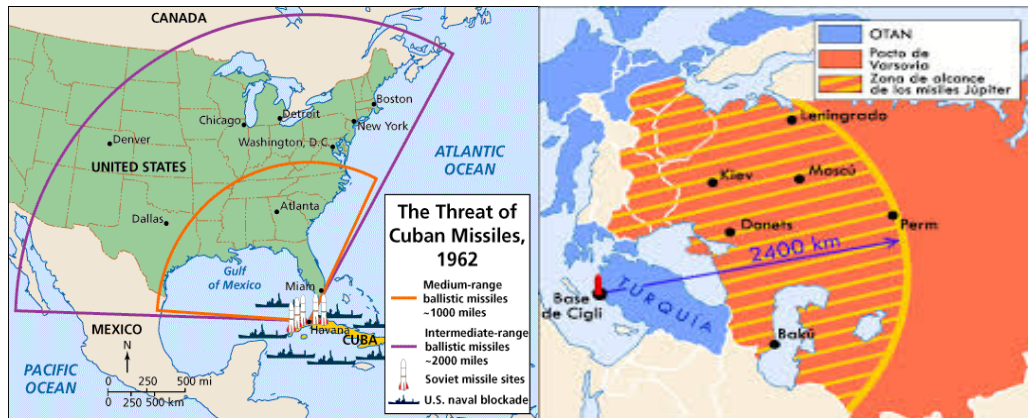 CANADA
Boston
Detroit
Chicago
New York
Denver
Washington, D.C.
UNITED STATES
ATLANTIC
OCEAN
Atlanta
Dallas
Gulf
of Mexico
Miam
Havana
CUBA
MEXICO
PACIFIC
OCEAN
N
0 250 500 mi
0 250 500 km
The Threat of
Cuban Missiles,
1962
Medium-range
ballistic missiles
~1000 miles
Intermediate-range
ballistic missiles
~2000 miles
Soviet missile sites
U.S. naval blockade
OTAN
Pacto de
Varsovia
Zona de alcance
de los misiles Júpiter
Leningrado
Kiev
Moscú
Donets
Perm
2400 km
TURQUÍA
Base
de Cigli
Bakú